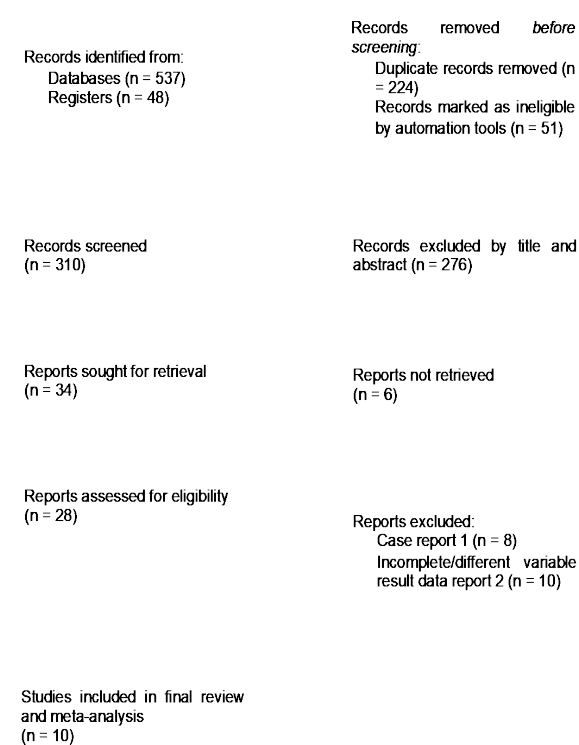 Records identified from:
Databases (n = 537)
Registers (n = 48)
Records removed before
screening:
Duplicate records removed (n
= 224)
Records marked as ineligible
by automation tools (n = 51)
Records screened
(n = 310)
Records excluded by title and
abstract (n = 276)
Reports sought for retrieval
(n = 34)
Reports not retrieved
(n = 6)
Reports assessed for eligibility
(n = 28)
Reports excluded:
Case report 1 (n = 8)
Incomplete/different variable
result data report 2 (n = 10)
Studies included in final review
and meta-analysis
(n = 10)